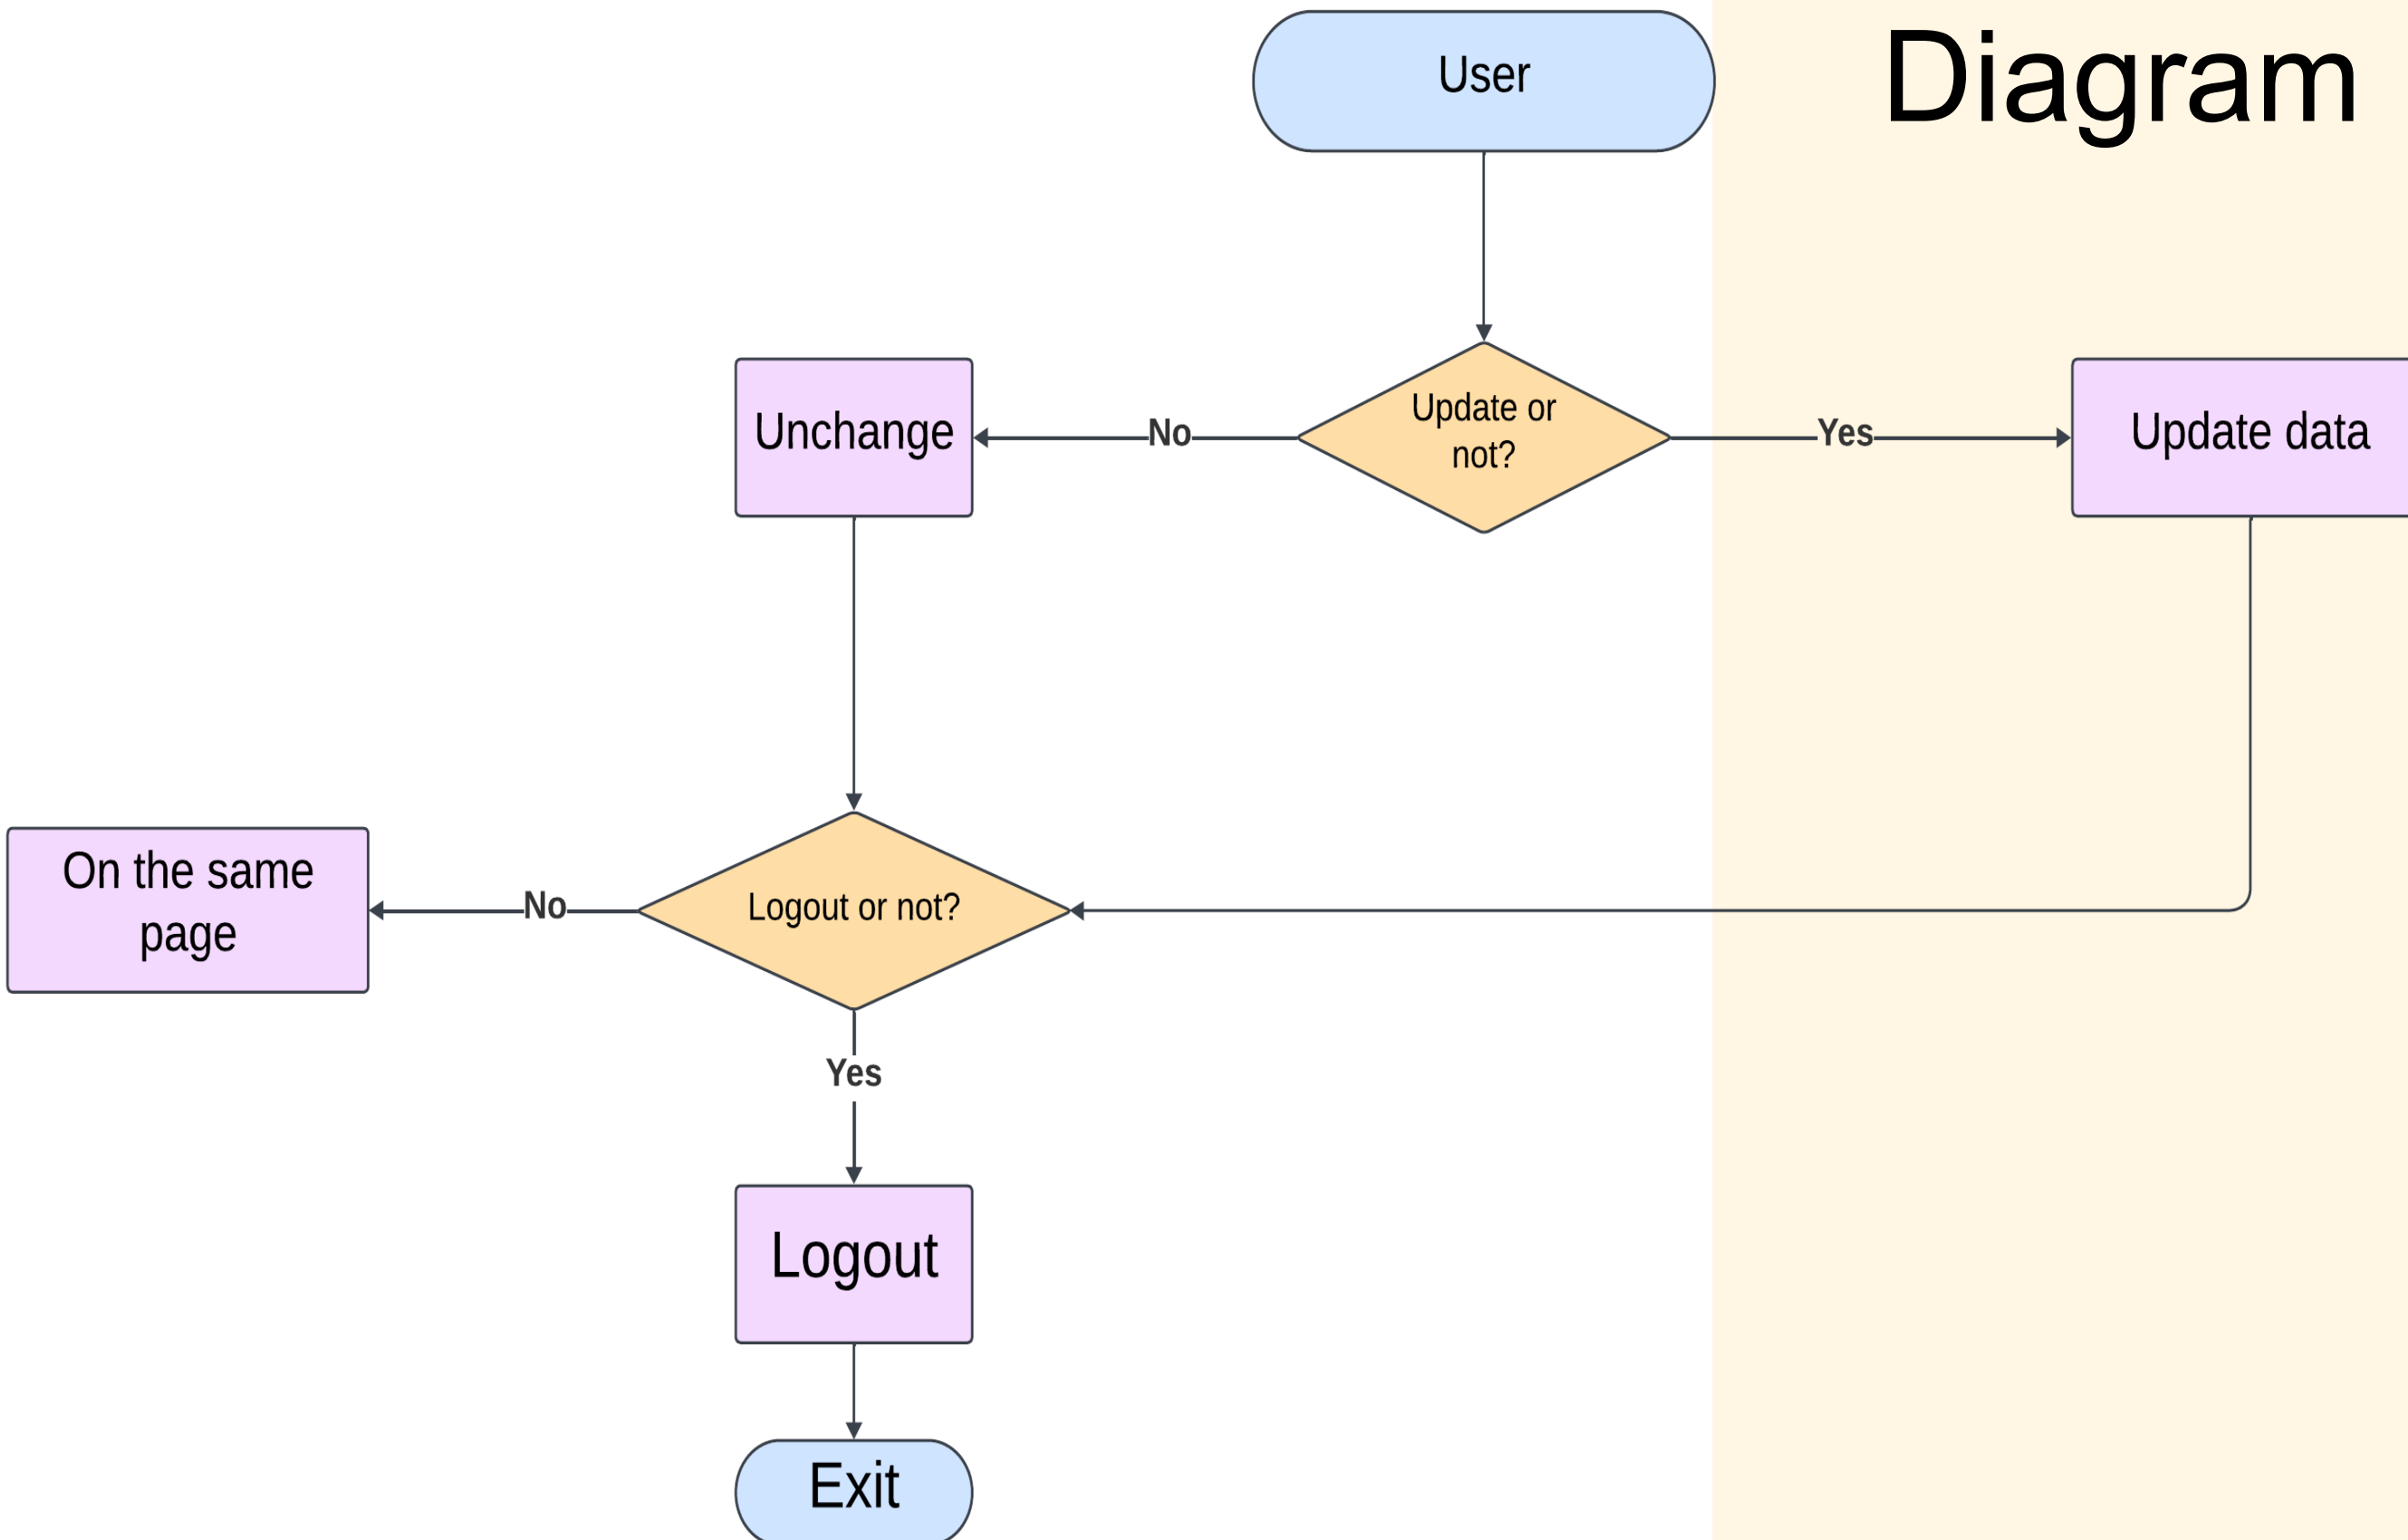 User
Diagram
Unchange
No
Update or
not?
Yes
Update data
On the same
page
No
Logout or not?
Yes
Logout
Exit